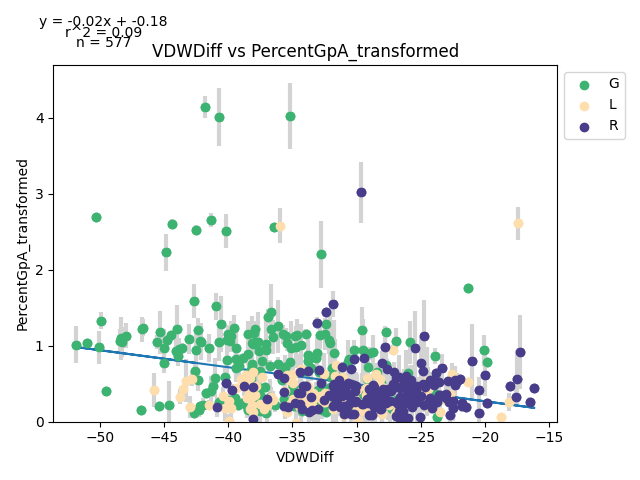 y = -0.02x + -0.18
r^2 = 0.09
n = 577
VDWDiff vs PercentGpA_transformed
G
L
R
PercentGpA_transformed
4
3
2
1
0
−50
−45
−40
−35
−30
−25
−20
−15
VDWDiff